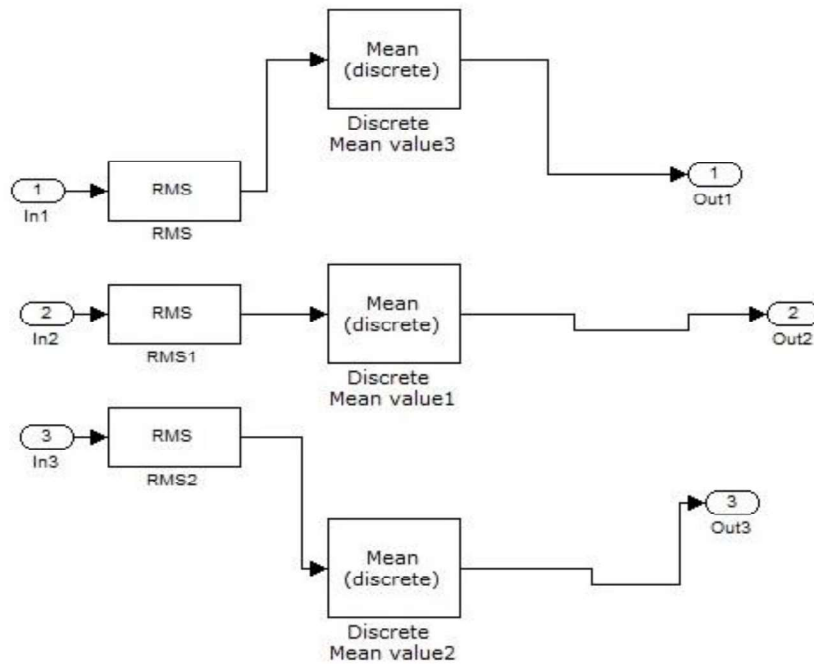 Mean
(discrete)
Discrete
Mean value3
1
In1
RMS
RMS
1
Out1
2
In2
RMS
RMS1
Mean
(discrete)
Discrete
Mean value1
2
Out2
3
In3
RMS
RMS2
Mean
(discrete)
Discrete
Mean value2
3
Out3